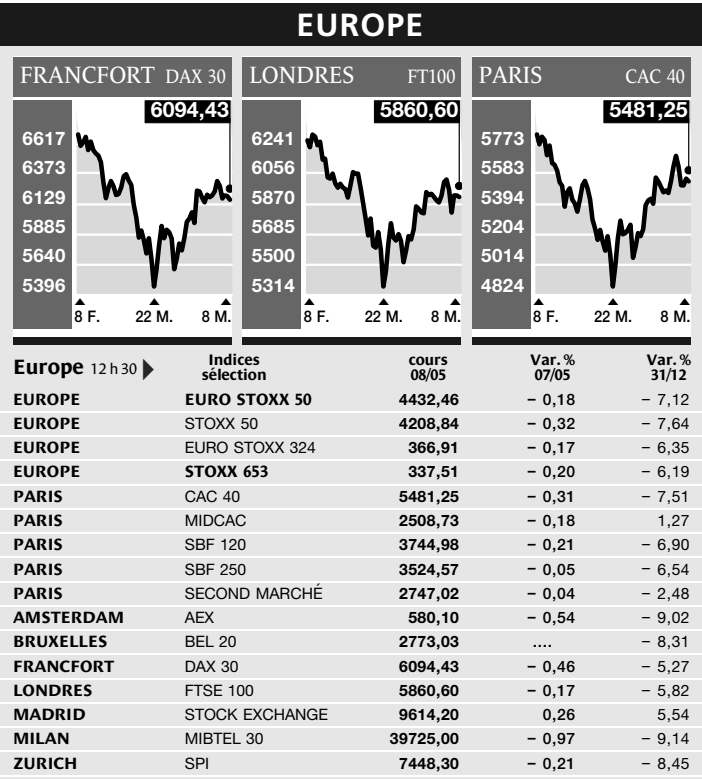 EUROPE
FRANCFORT DAX 30
6094,43
6617
6373
6129
5885
5640
5396
8 F. 22 M. 8 M.
LONDRES FT100
5860,60
6241
6056
5870
5685
5500
5314
8 F. 22 M. 8 M.
PARIS CAC 40
5481,25
5773
5583
5394
5204
5014
4824
8 F. 22 M. 8 M.
Europe 12 h 30 Indices sélection cours 08/05 Var. % 07/05 Var. % 31/12
EUROPE EURO STOXX 50 4432,46 – 0,18 – 7,12
EUROPE STOXX 50 4208,84 – 0,32 – 7,64
EUROPE EURO STOXX 324 366,91 – 0,17 – 6,35
EUROPE STOXX 653 337,51 – 0,20 – 6,19
PARIS CAC 40 5481,25 – 0,31 – 7,51
PARIS MIDCAC 2508,73 – 0,18 1,27
PARIS SBF 120 3744,98 – 0,21 – 6,90
PARIS SBF 250 3524,57 – 0,05 – 6,54
PARIS SECOND MARCHÉ 2747,02 – 0,04 – 2,48
AMSTERDAM AEX 580,10 – 0,54 – 9,02
BRUXELLES BEL 20 2773,03 .... – 8,31
FRANCFORT DAX 30 6094,43 – 0,46 – 5,27
LONDRES FTSE 100 5860,60 – 0,17 – 5,82
MADRID STOCK EXCHANGE 9614,20 0,26 5,54
MILAN MIBTEL 30 39725,00 – 0,97 – 9,14
ZURICH SPI 7448,30 – 0,21 – 8,45